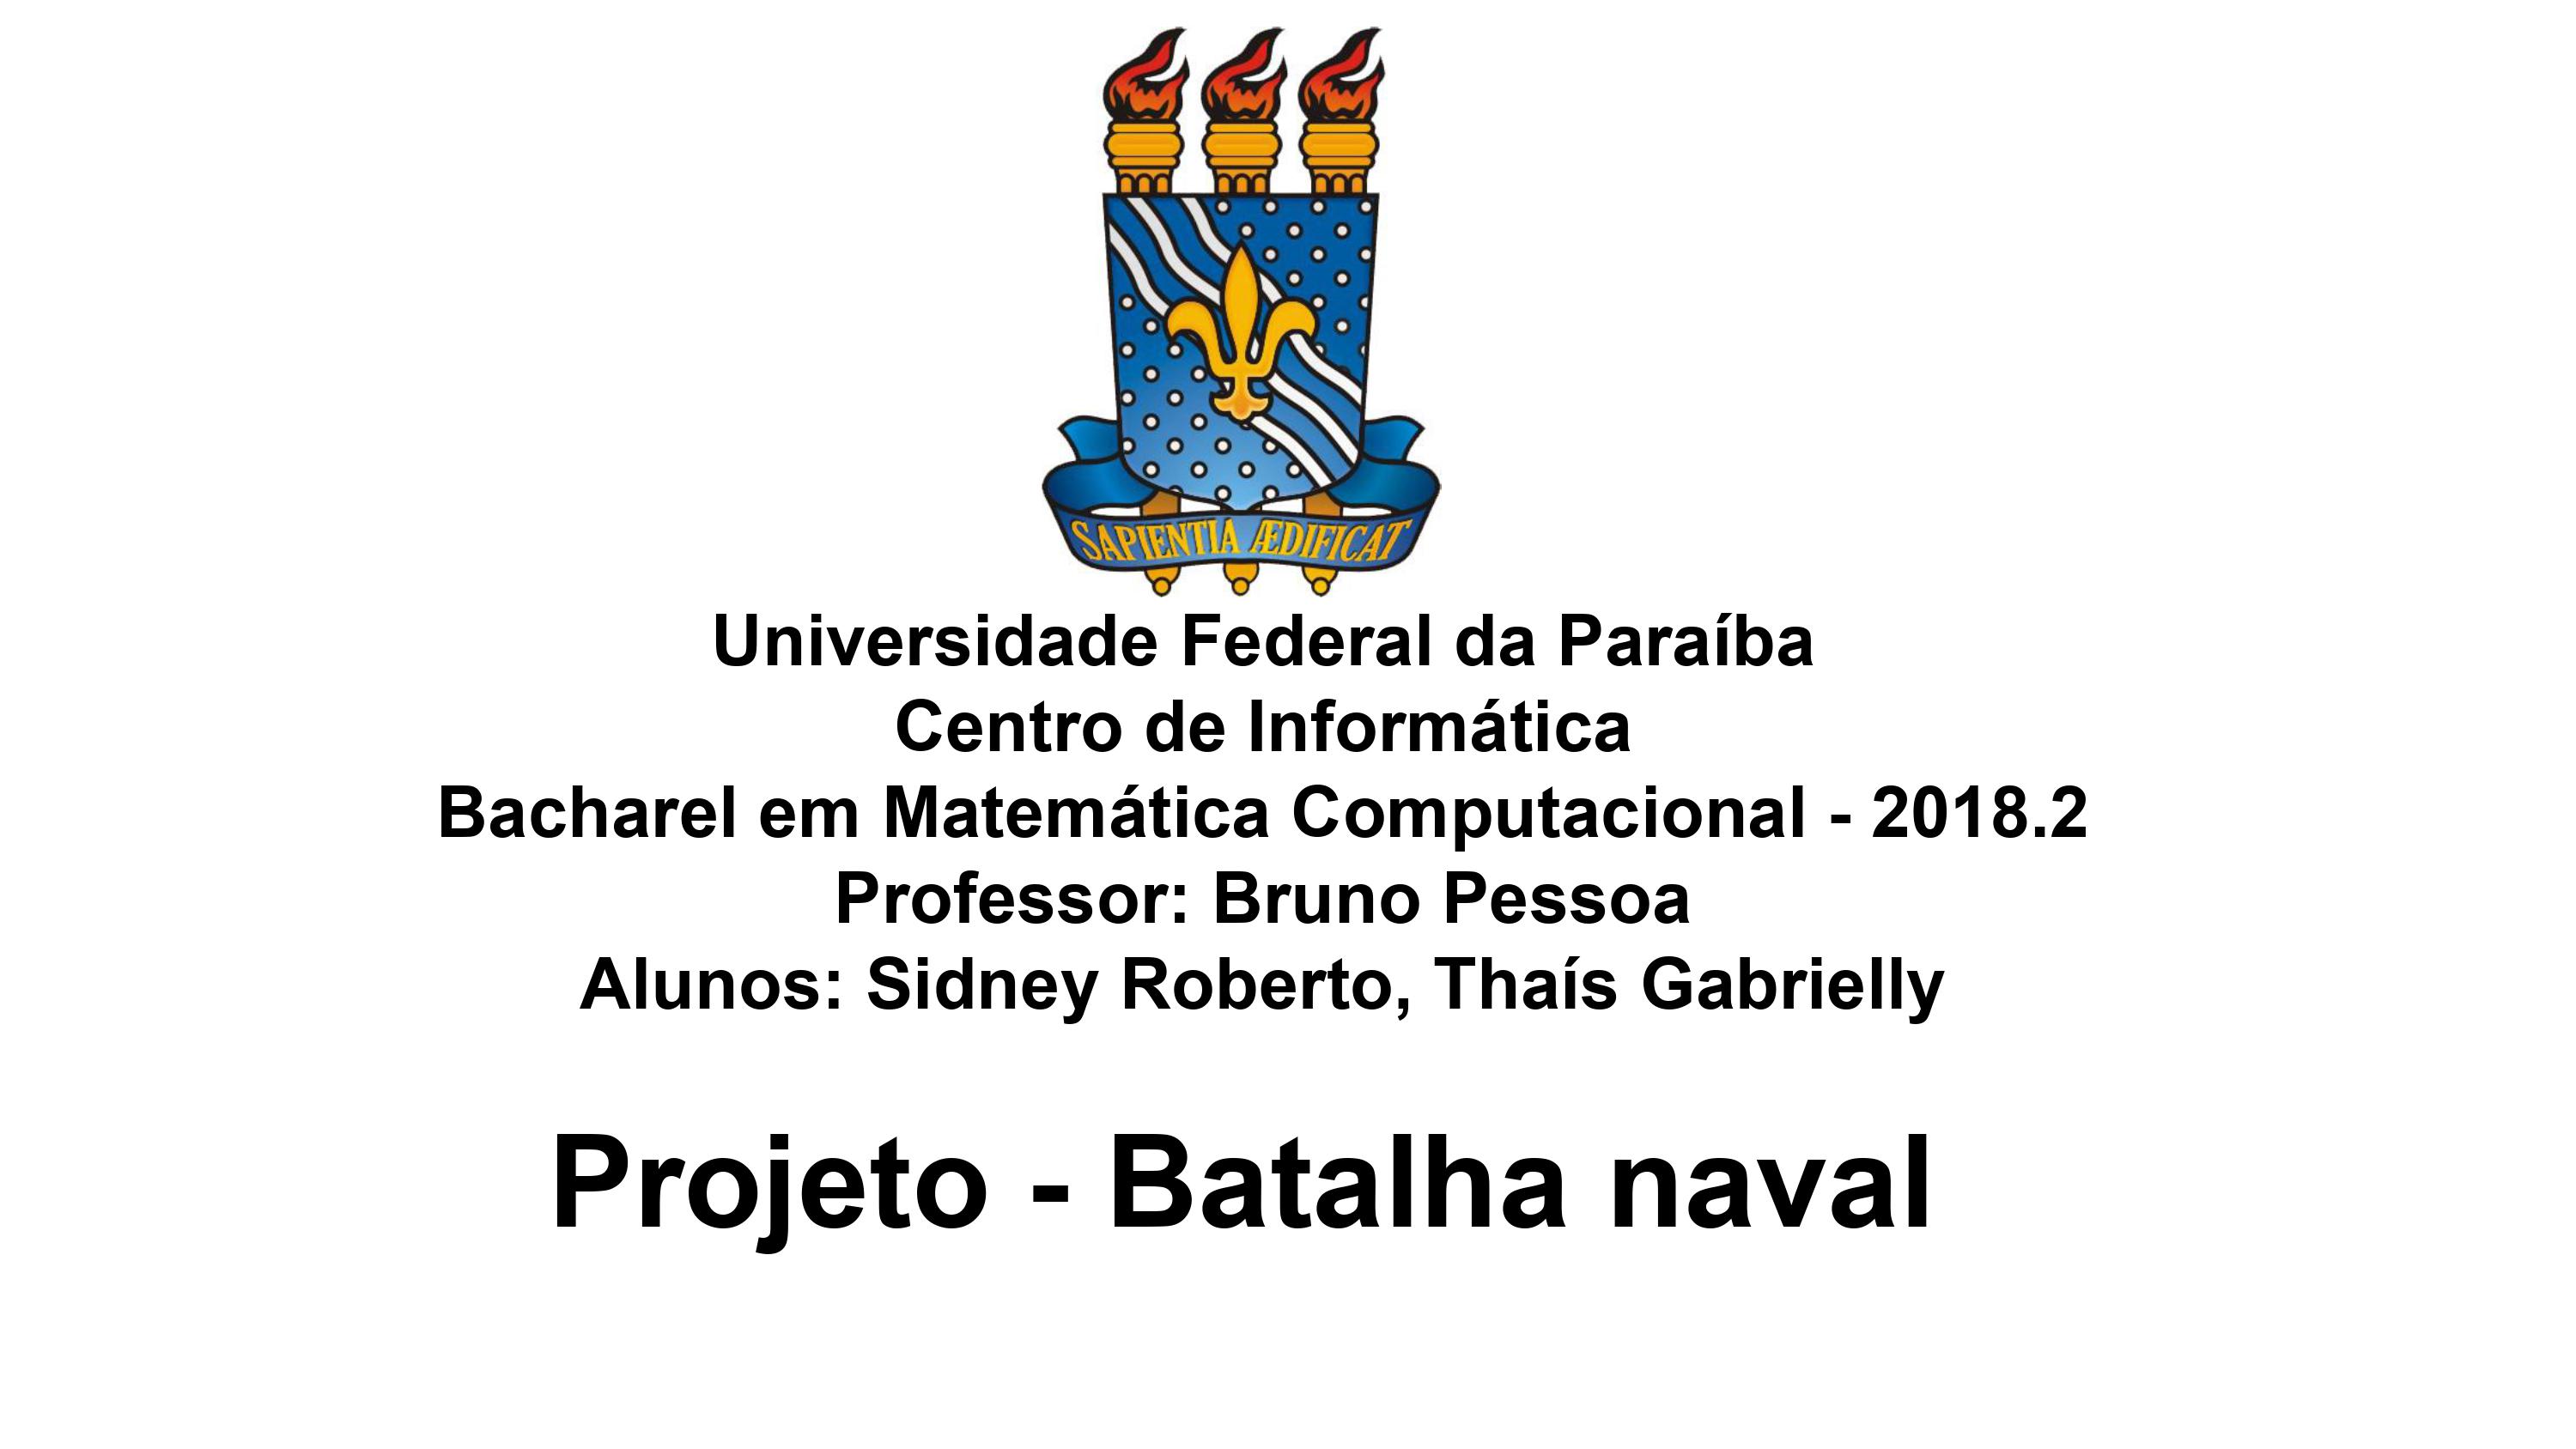 SAPIENTIA ÆDIFICAT
Universidade Federal da Paraíba
Centro de Informática
Bacharel em Matemática Computacional - 2018.2
Professor: Bruno Pessoa
Alunos: Sidney Roberto, Thaís Gabrielly
Projeto - Batalha naval